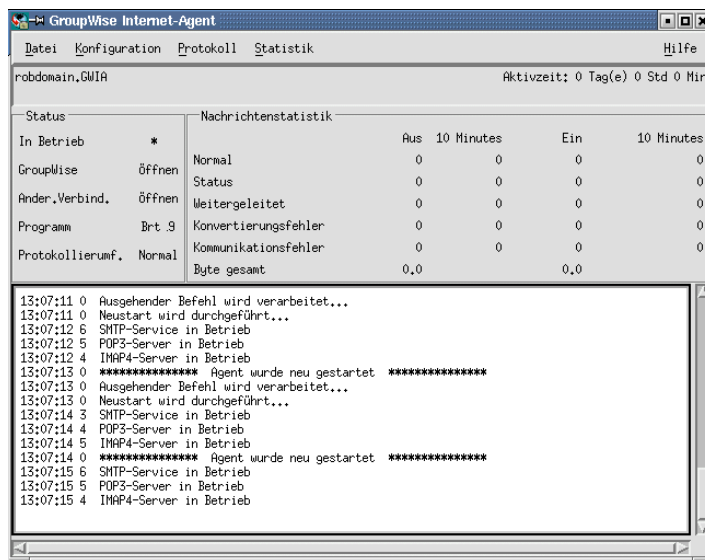 GroupWise Internet-Agent
Datei Konfiguration Protokoll Statistik Hilfe
robdomain.GWIA Aktivzeit: 0 Tag(e) 0 Std 0 Min
Status
In Betrieb *
GroupWise Öffnen
Ander.Verbind. Öffnen
Programm Brt .9
Protokollierumf. Normal
Nachrichtenstatistik
Aus 10 Minutes Ein 10 Minutes
Normal 0 0 0 0
Status 0 0 0 0
Weitergeleitet 0 0 0 0
Konvertierungsfehler 0 0 0 0
Kommunikationsfehler 0 0 0 0
Byte gesamt 0.0 0.0
13:07:11 0 Ausgehender Befehl wird verarbeitet...
13:07:11 0 Neustart wird durchgeführt...
13:07:12 6 SMTP-Service in Betrieb
13:07:12 5 POP3-Server in Betrieb
13:07:12 4 IMAP4-Server in Betrieb
13:07:13 0 *************** Agent wurde neu gestartet ***************
13:07:13 0 Ausgehender Befehl wird verarbeitet...
13:07:13 0 Neustart wird durchgeführt...
13:07:14 3 SMTP-Service in Betrieb
13:07:14 4 POP3-Server in Betrieb
13:07:14 5 IMAP4-Server in Betrieb
13:07:14 0 *************** Agent wurde neu gestartet ***************
13:07:15 6 SMTP-Service in Betrieb
13:07:15 5 POP3-Server in Betrieb
13:07:15 4 IMAP4-Server in Betrieb